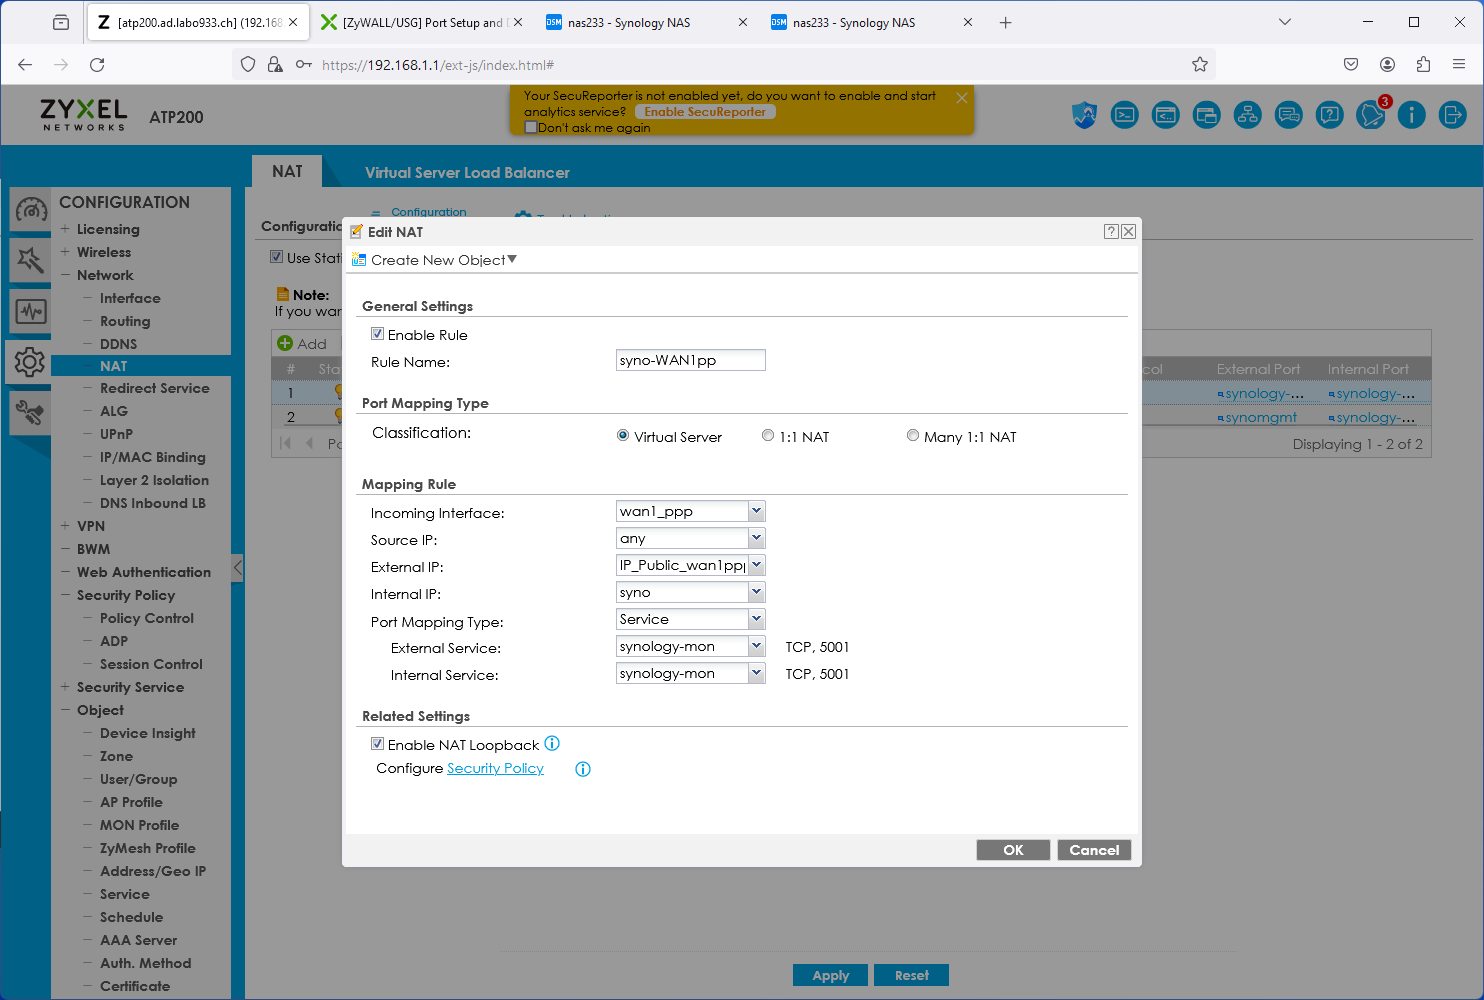 [atp200.ad.labo933.ch] (192.168
[ZyWALL/USG] Port Setup and
nas233 - Synology NAS
nas233 - Synology NAS
https://192.168.1.1/ext-js/index.html#
ZYXEL
NETWORKS
ATP200
Your SecuReporter is not enabled yet, do you want to enable and start
analytics service? Enable SecuReporter
Don't ask me again
3
NAT
Virtual Server Load Balancer
CONFIGURATION
Licensing
Wireless
Network
Interface
Routing
DDNS
NAT
Redirect Service
ALG
UPnP
IP/MAC Binding
Layer 2 Isolation
DNS Inbound LB
VPN
BWM
Web Authentication
Security Policy
Policy Control
ADP
Session Control
Security Service
Object
Device Insight
Zone
User/Group
AP Profile
MON Profile
ZyMesh Profile
Address/Geo IP
Service
Schedule
AAA Server
Auth. Method
Certificate
Configuration
Note:
If you
Add
# External Port Internal Port
1 synology-... synology-...
2 synomgmt synology-...
Displaying 1 - 2 of 2
Edit NAT
Create New Object
General Settings
Enable Rule
Rule Name: syno-WAN1pp
Port Mapping Type
Classification: Virtual Server 1:1 NAT Many 1:1 NAT
Mapping Rule
Incoming Interface: wan1_ppp
Source IP: any
External IP: IP_Public_wan1ppp
Internal IP: syno
Port Mapping Type: Service
External Service: synology-mon TCP, 5001
Internal Service: synology-mon TCP, 5001
Related Settings
Enable NAT Loopback
Configure Security Policy
OK Cancel
Apply Reset